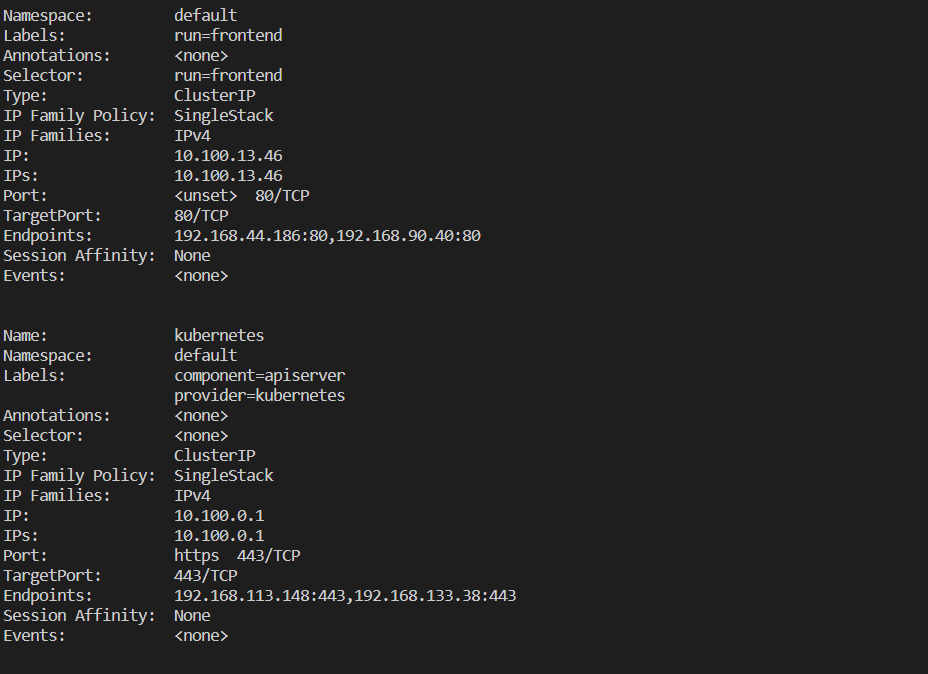 Namespace:         default
Labels:            run=frontend
Annotations:       <none>
Selector:          run=frontend
Type:              ClusterIP
IP Family Policy:  SingleStack
IP Families:       IPv4
IP:                10.100.13.46
IPs:               10.100.13.46
Port:              <unset>  80/TCP
TargetPort:        80/TCP
Endpoints:         192.168.44.186:80,192.168.90.40:80
Session Affinity:  None
Events:            <none>
Name:              kubernetes
Namespace:         default
Labels:            component=apiserver
                   provider=kubernetes
Annotations:       <none>
Selector:          <none>
Type:              ClusterIP
IP Family Policy:  SingleStack
IP Families:       IPv4
IP:                10.100.0.1
IPs:               10.100.0.1
Port:              https  443/TCP
TargetPort:        443/TCP
Endpoints:         192.168.113.148:443,192.168.133.38:443
Session Affinity:  None
Events:            <none>